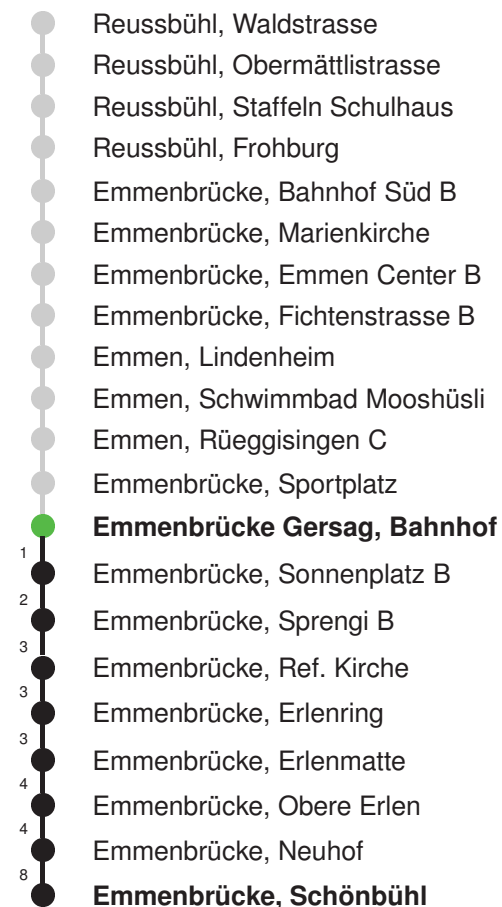 Reussbühl, Waldstrasse
Reussbühl, Obermättlistrasse
Reussbühl, Staffeln Schulhaus
Reussbühl, Frohburg
Emmenbrücke, Bahnhof Süd B
Emmenbrücke, Marienkirche
Emmenbrücke, Emmen Center B
Emmenbrücke, Fichtenstrasse B
Emmen, Lindenheim
Emmen, Schwimmbad Mooshüsli
Emmen, Rüeggisingen C
Emmenbrücke, Sportplatz
Emmenbrücke Gersag, Bahnhof
1 Emmenbrücke, Sonnenplatz B
2 Emmenbrücke, Sprengi B
3 Emmenbrücke, Ref. Kirche
3 Emmenbrücke, Erlenring
3 Emmenbrücke, Erlenmatte
4 Emmenbrücke, Obere Erlen
4 Emmenbrücke, Neuhof
8 Emmenbrücke, Schönbühl